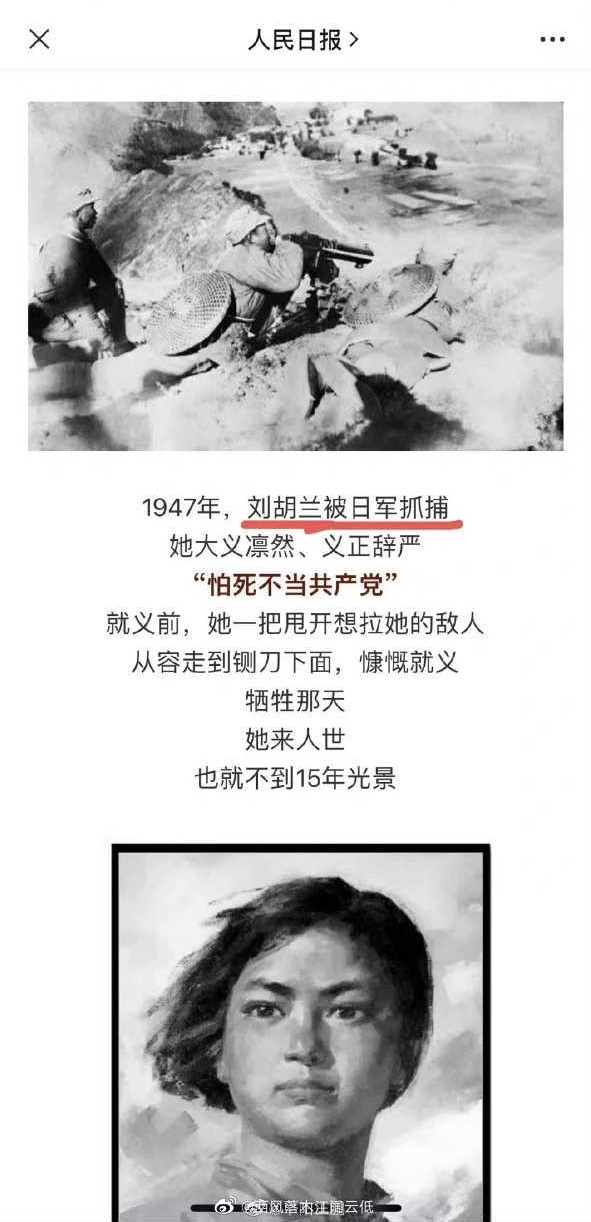 人民日报
1947年，刘胡兰被日军抓捕
她大义凛然、义正辞严
“怕死不当共产党”
就义前，她一把甩开想拉她的敌人
从容走到铡刀下面，慷慨就义
牺牲那天
她来人世
也就不到15年光景